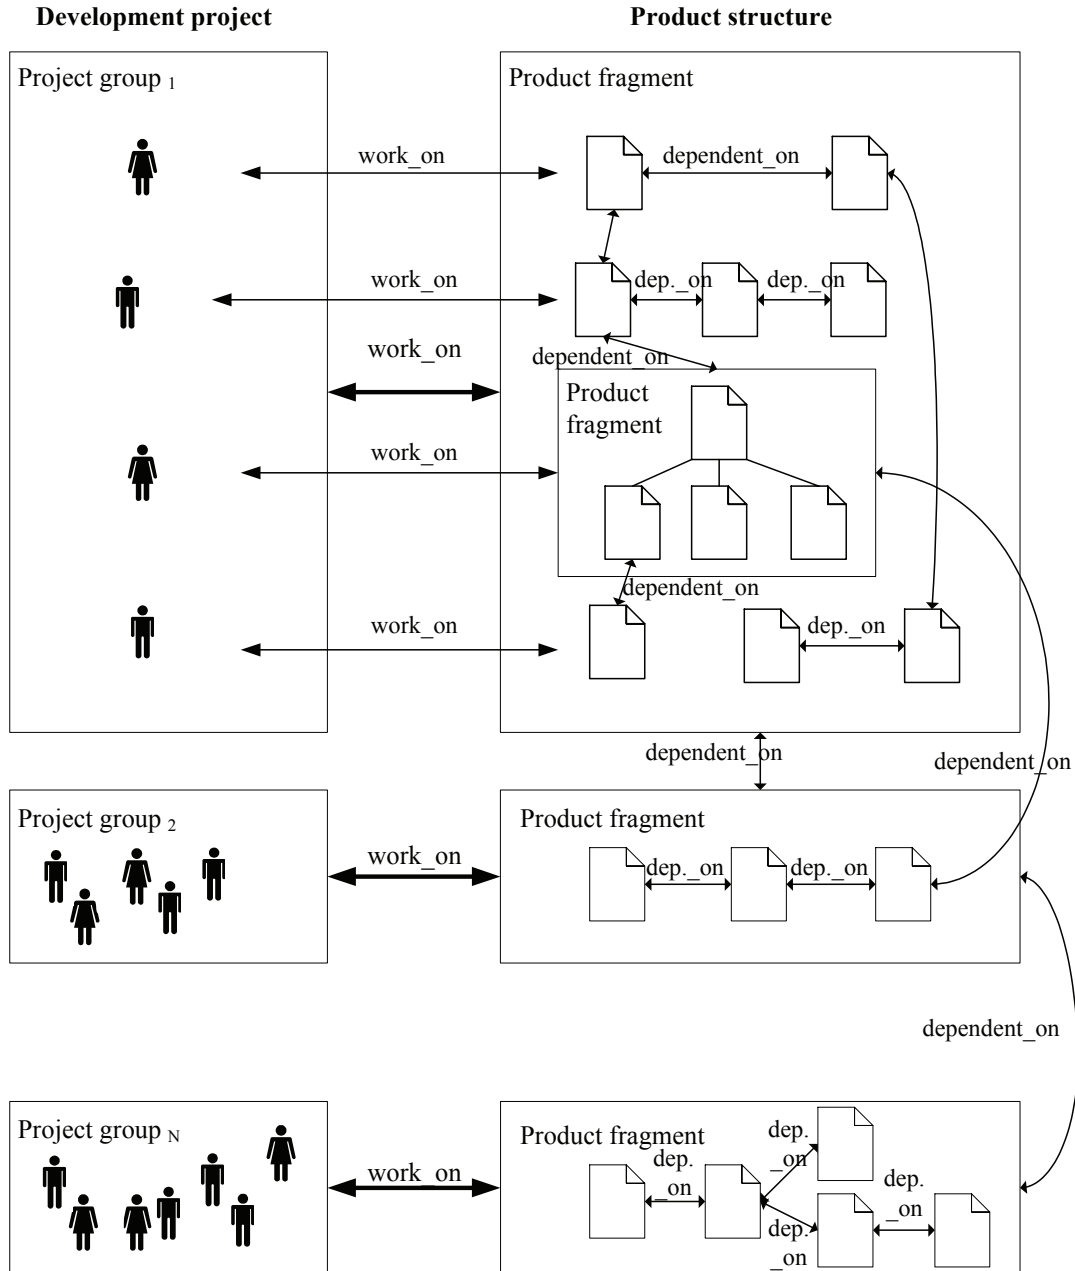 Development project
Product structure
Project group 1
Product fragment
work_on
dependent_on
work_on
dep._on
dep._on
work_on
dependent_on
Product
fragment
work_on
dependent_on
work_on
dep._on
dependent_on
dependent_on
Project group 2
Product fragment
work_on
dep._on
dep._on
dependent_on
Project group N
Product fragment
work_on
dep.
_on
dep.
_on
dep.
_on
dep.
_on